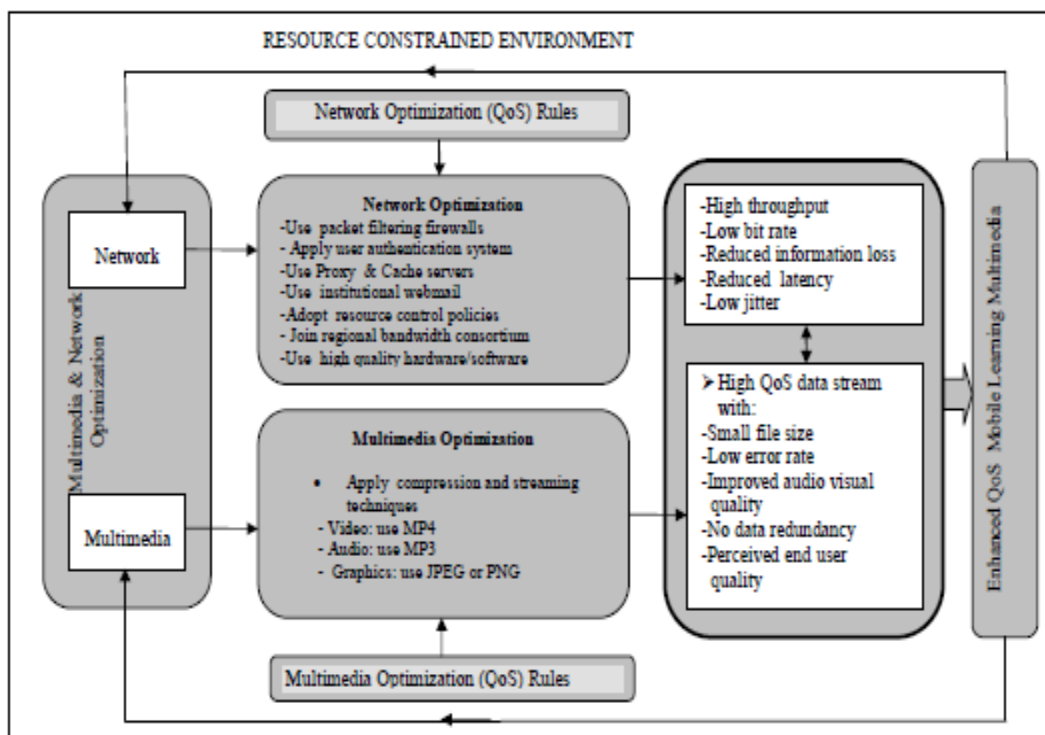 RESOURCE CONSTRAINED ENVIRONMENT
Network Optimization (QoS) Rules
Multimedia & Network
Optimization
Network
Multimedia
Network Optimization
-Use packet filtering firewalls
- Apply user authentication system
-Use Proxy & Cache servers
-Use institutional webmail
-Adopt resource control policies
- Join regional bandwidth consortium
-Use high quality hardware/software
Multimedia Optimization
• Apply compression and streaming
techniques
- Video: use MP4
- Audio: use MP3
- Graphics: use JPEG or PNG
Multimedia Optimization (QoS) Rules
-High throughput
-Low bit rate
-Reduced information loss
-Reduced latency
-Low jitter
➤ High QoS data stream
with:
-Small file size
-Low error rate
-Improved audio visual
quality
-No data redundancy
-Perceived end user
quality
Enhanced QoS Mobile Learning Multimedia